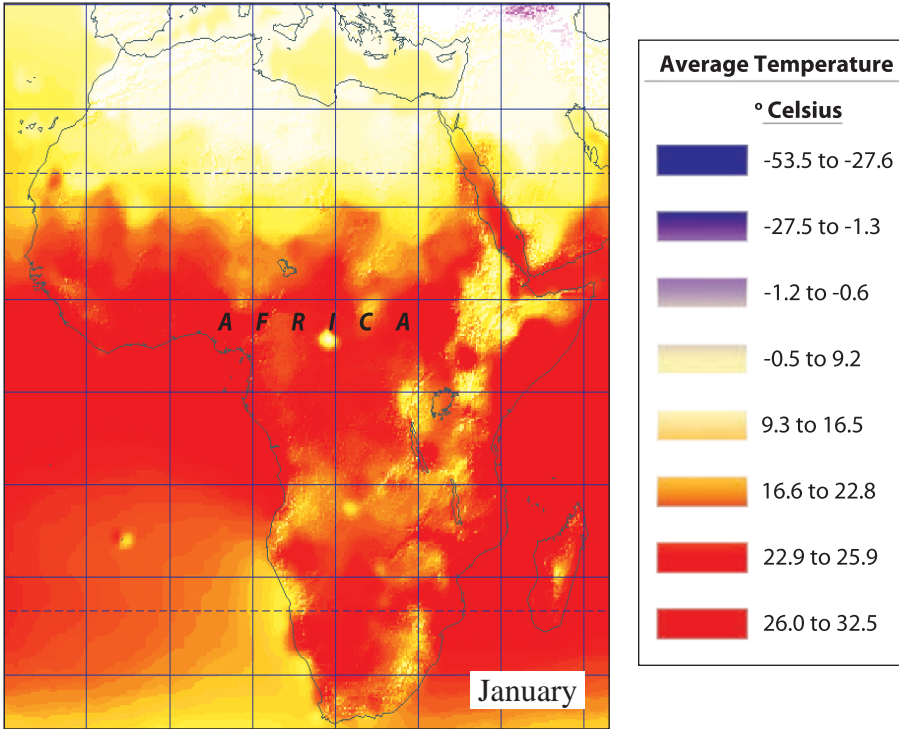 A F R I C A
January
Average Temperature
° Celsius
-53.5 to -27.6
-27.5 to -1.3
-1.2 to -0.6
-0.5 to 9.2
9.3 to 16.5
16.6 to 22.8
22.9 to 25.9
26.0 to 32.5